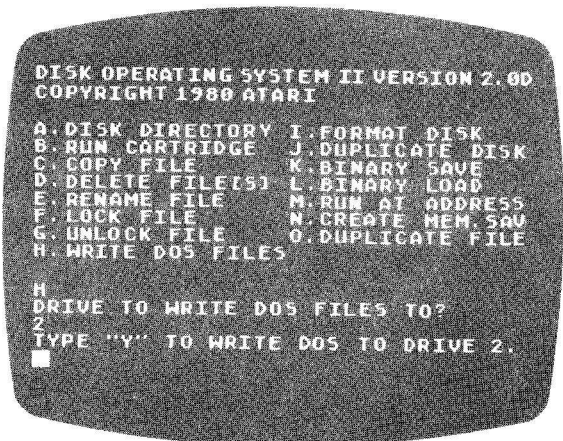 DISK OPERATING SYSTEM II VERSION 2.0D
COPYRIGHT 1980 ATARI
A. DISK DIRECTORY I. FORMAT DISK
B. RUN CARTRIDGE J. DUPLICATE DISK
C. COPY FILE K. BINARY SAVE
D. DELETE FILE[S] L. BINARY LOAD
E. RENAME FILE M. RUN AT ADDRESS
F. LOCK FILE N. CREATE MEM.SAV
G. UNLOCK FILE O. DUPLICATE FILE
H. WRITE DOS FILES
H
DRIVE TO WRITE DOS FILES TO?
2
TYPE "Y" TO WRITE DOS TO DRIVE 2.